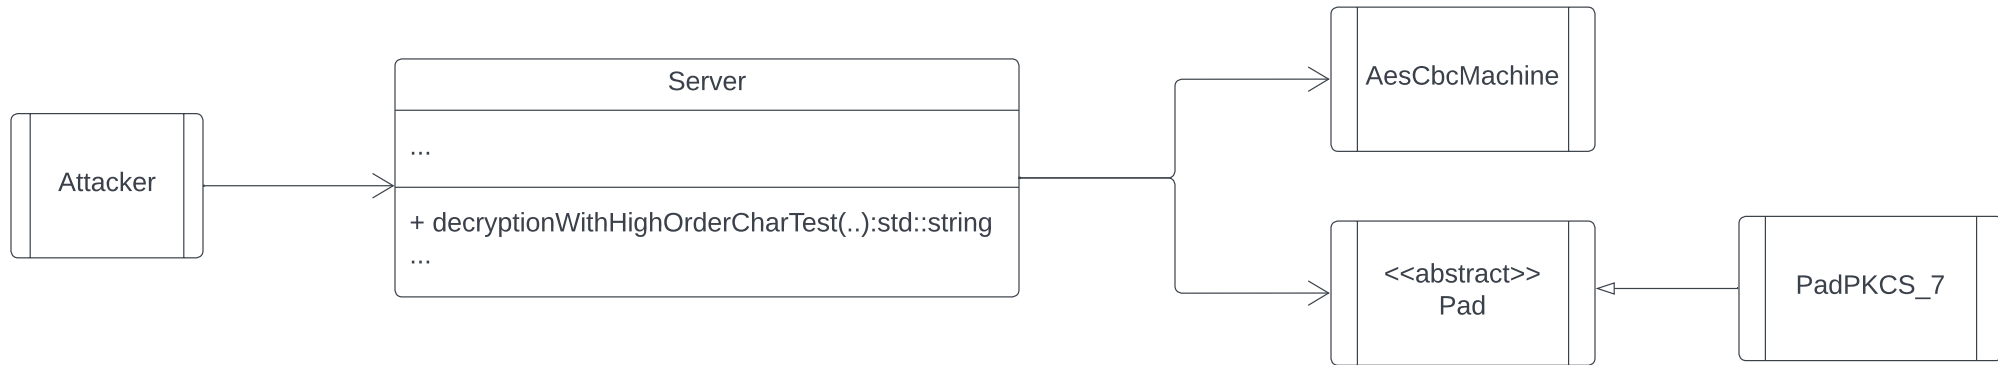 Attacker
Server
...
+ decryptionWithHighOrderCharTest(..):std::string
...
AesCbcMachine
<<abstract>>
Pad
PadPKCS_7